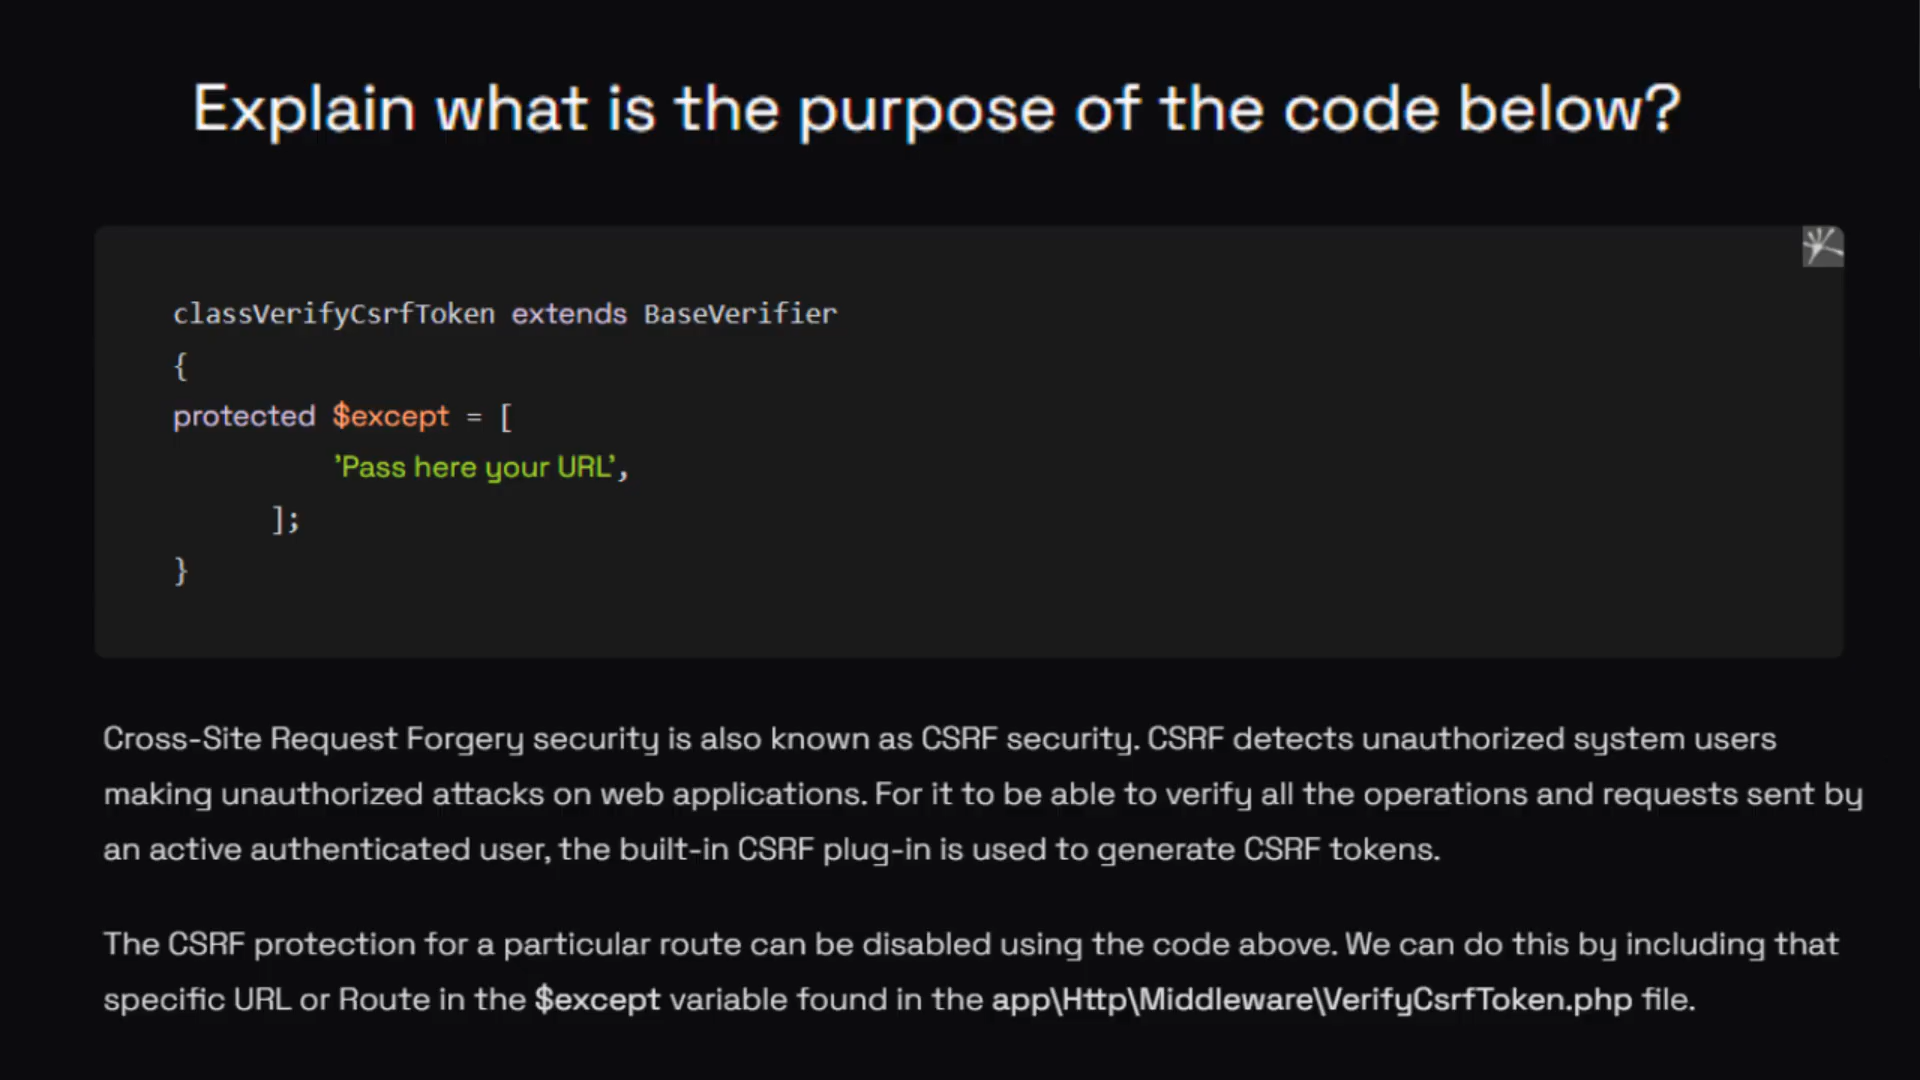 Explain what is the purpose of the code below?
classVerifyCsrfToken extends BaseVerifier
{
protected $except = [
'Pass here your URL',
];
}
Cross-Site Request Forgery security is also known as CSRF security. CSRF detects unauthorized system users
making unauthorized attacks on web applications. For it to be able to verify all the operations and requests sent by
an active authenticated user, the built-in CSRF plug-in is used to generate CSRF tokens.
The CSRF protection for a particular route can be disabled using the code above. We can do this by including that
specific URL or Route in the $except variable found in the app\Http\Middleware\VerifyCsrfToken.php file.